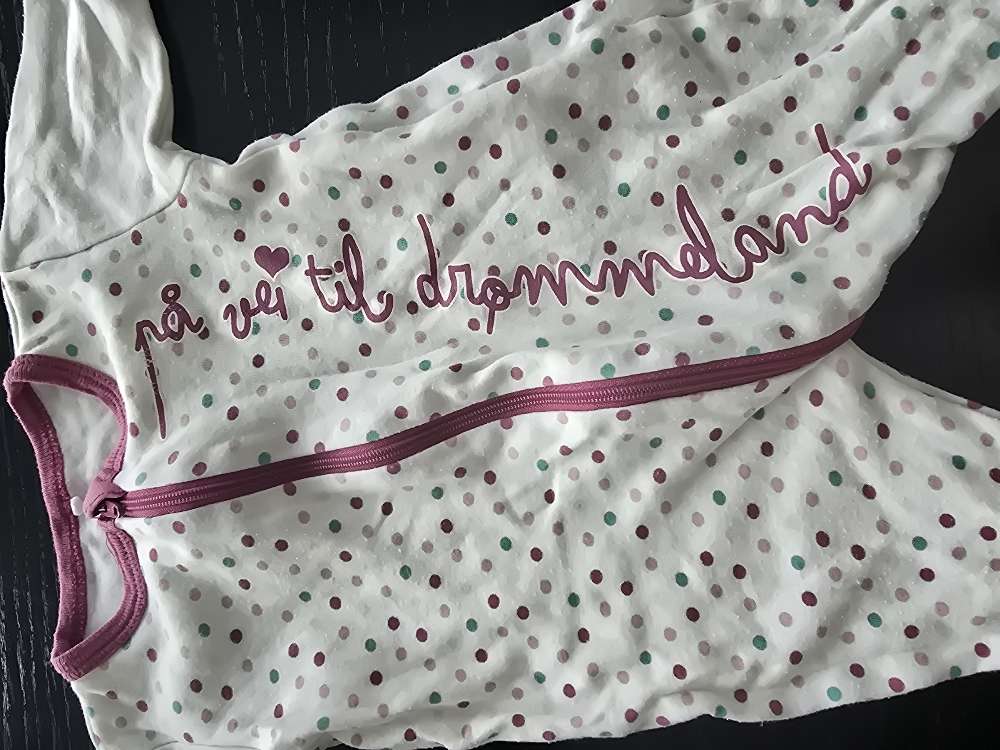 på vei til drømmeland